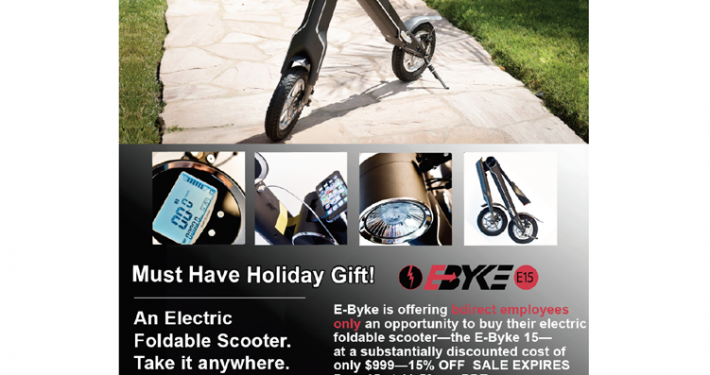 Must Have Holiday Gift!
E-BYKE E15
An Electric
Foldable Scooter.
Take it anywhere.
E-Byke is offering
employees
only an opportunity to buy their electric
foldable scooter—the E-Byke 15—
at a substantially discounted cost of
only $999—15% OFF SALE EXPIRES